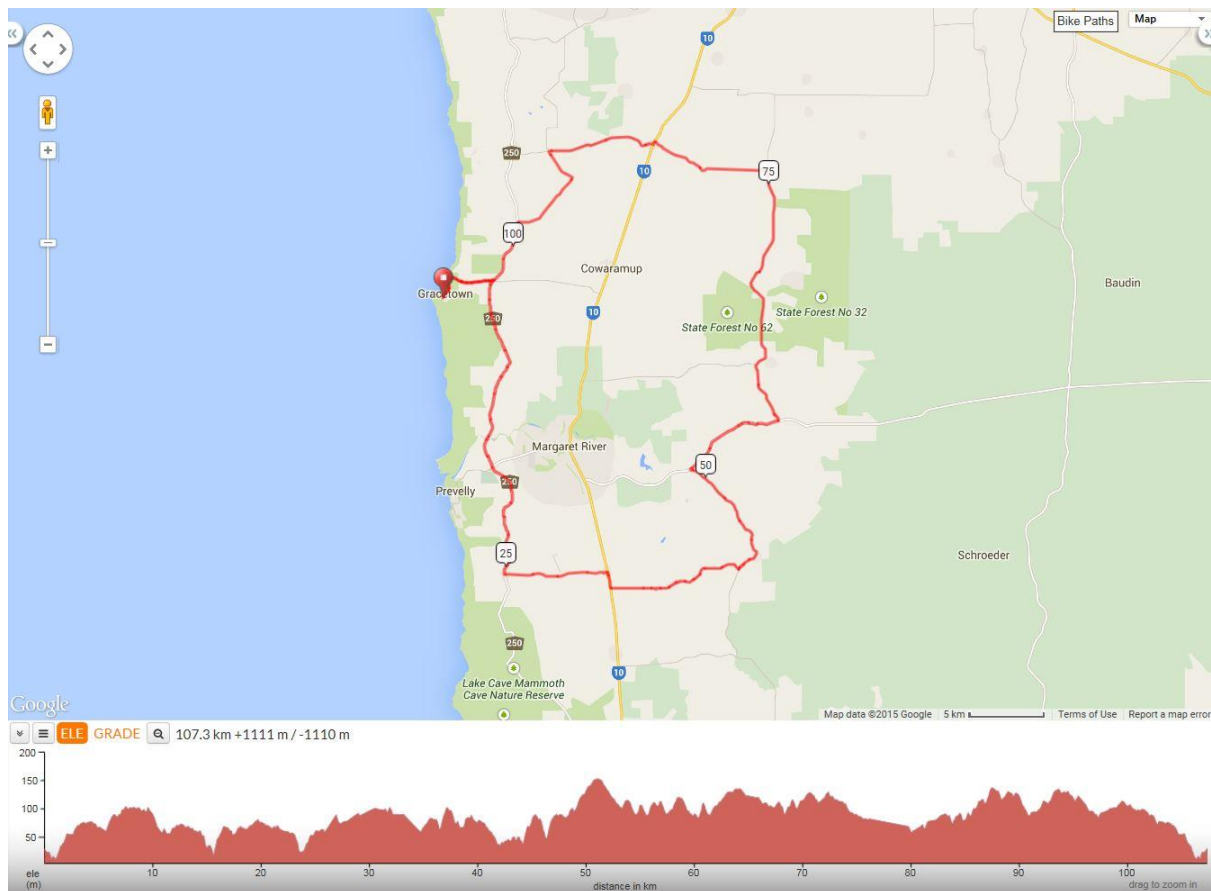 Bike Paths
Map
10
250
10
75
100
Cowaramup
Baudin
Gracetown
State Forest No 32
250
10
State Forest No 62
Margaret River
50
250
Prevelly
25
Schroeder
250
10
Lake Cave Mammoth
Cave Nature Reserve
Google
Map data ©2015 Google
5 km
Terms of Use
Report a map error
ELE
GRADE
107.3 km +1111 m / -1110 m
200
150
100
50
ele
(m)
10
20
30
40
50
60
70
80
90
100
distance in km
drag to zoom in